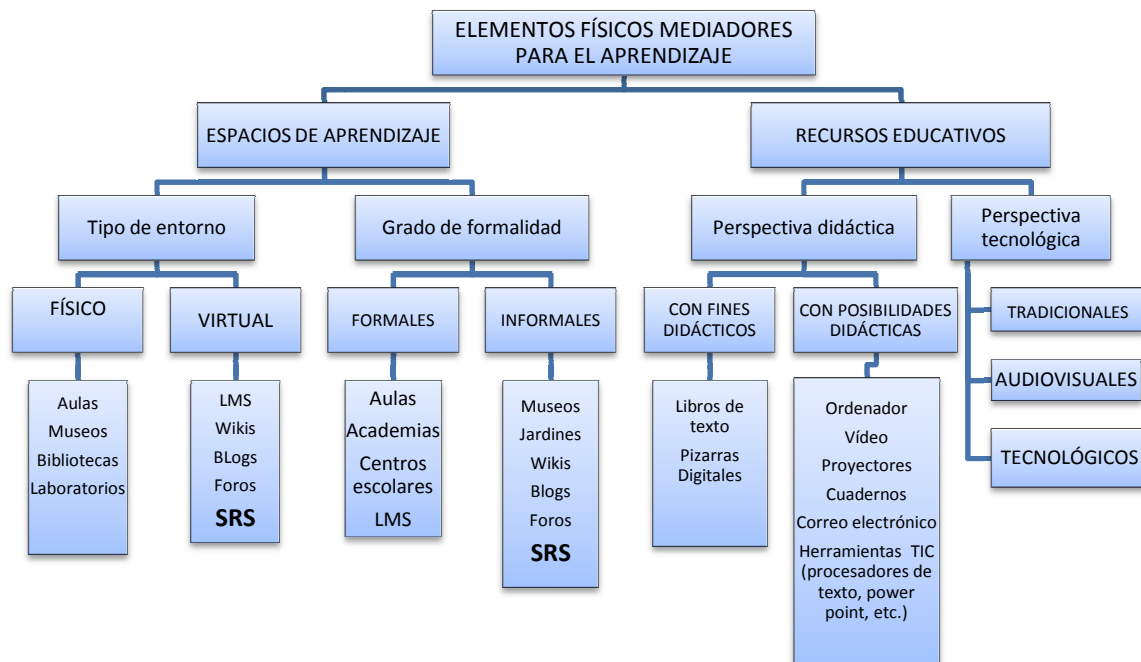 ELEMENTOS FÍSICOS MEDIADORES
PARA EL APRENDIZAJE
ESPACIOS DE APRENDIZAJE
RECURSOS EDUCATIVOS
Tipo de entorno
Grado de formalidad
Perspectiva didáctica
Perspectiva
tecnológica
FÍSICO
VIRTUAL
FORMALES
INFORMALES
CON FINES
DIDÁCTICOS
CON POSIBILIDADES
DIDÁCTICAS
TRADICIONALES
AUDIOVISUALES
TECNOLÓGICOS
Aulas
Museos
Bibliotecas
Laboratorios
LMS
Wikis
BLogs
Foros
SRS
Aulas
Academias
Centros
escolares
LMS
Museos
Jardines
Wikis
Blogs
Foros
SRS
Libros de
texto
Pizarras
Digitales
Ordenador
Vídeo
Proyectores
Cuadernos
Correo electrónico
Herramientas TIC
(procesadores de
texto, power
point, etc.)